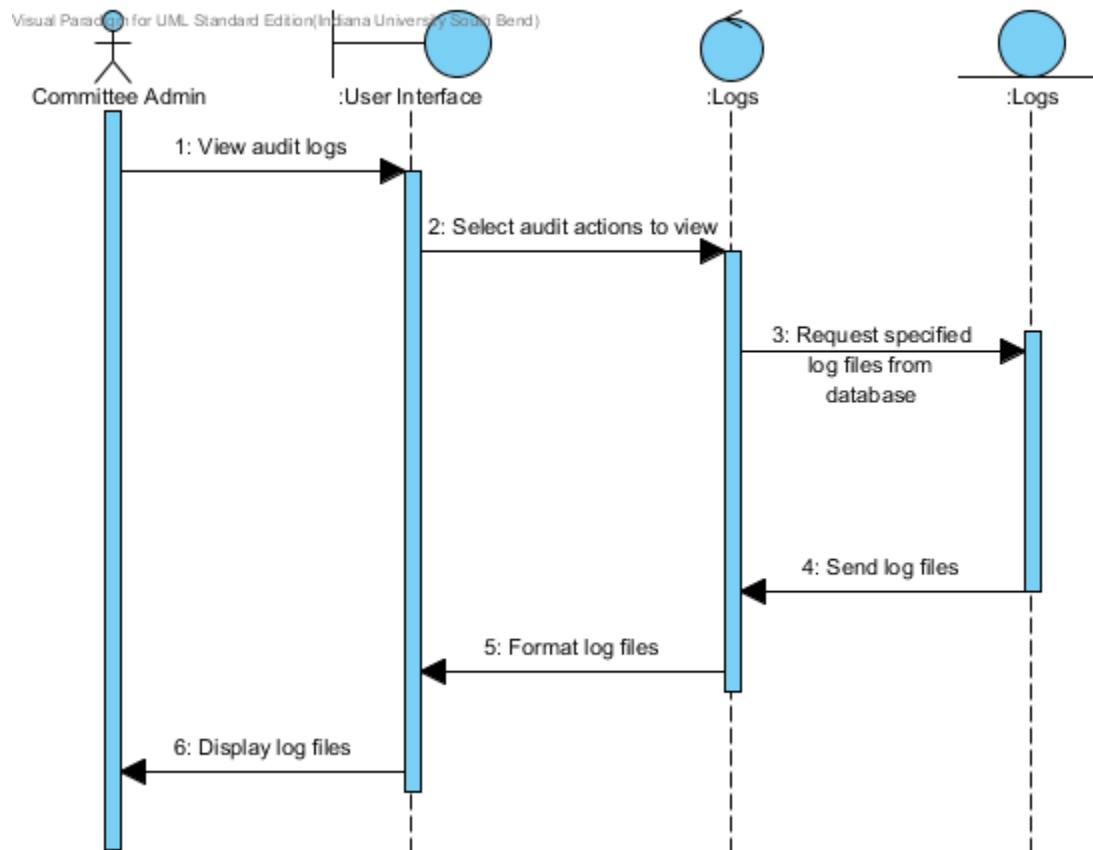 Visual Paradigm for UML Standard Edition(Indiana University South Bend)
Committee Admin
:User Interface
:Logs
:Logs
1: View audit logs
2: Select audit actions to view
3: Request specified
log files from
database
4: Send log files
5: Format log files
6: Display log files